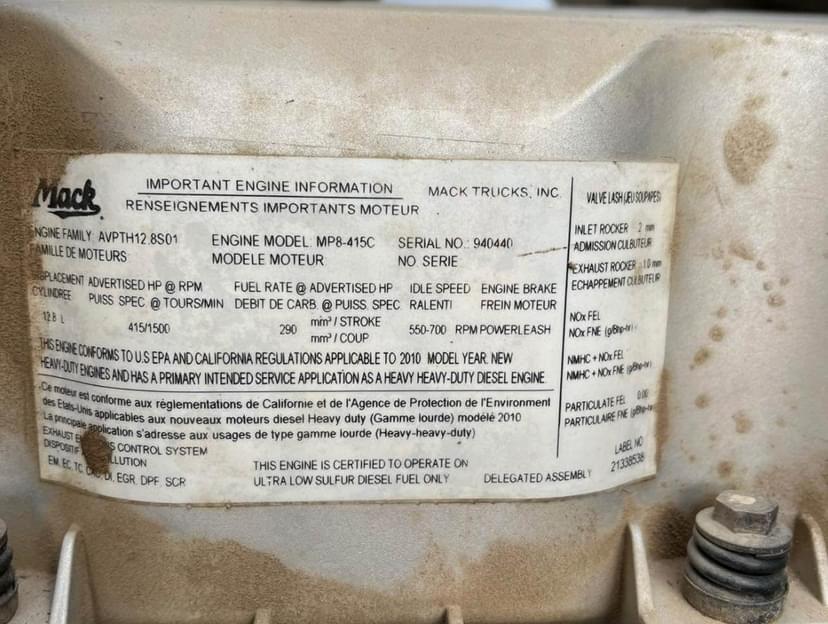 Mack
IMPORTANT ENGINE INFORMATION
MACK TRUCKS, INC.
RENSEIGNEMENTS IMPORTANTS MOTEUR
ENGINE FAMILY: AVPTH12.8S01
ENGINE MODEL: MP8-415C
SERIAL NO.: 940440
FAMILLE DE MOTEURS
MODELE MOTEUR
NO. SERIE
DISPLACEMENT ADVERTISED HP @ RPM
FUEL RATE @ ADVERTISED HP
IDLE SPEED
ENGINE BRAKE
CYLINDREE
PUISS SPEC @ TOURS/MIN
DEBIT DE CARB. @ PUISS. SPEC
RALENTI
FREIN MOTEUR
12.8 L
415/1500
290
mm³ / STROKE
mm³ / COUP
550-700 RPM
POWERLEASH
THIS ENGINE CONFORMS TO U.S EPA AND CALIFORNIA REGULATIONS APPLICABLE TO 2010 MODEL YEAR. NEW
HEAVY-DUTY ENGINES AND HAS A PRIMARY INTENDED SERVICE APPLICATION AS A HEAVY HEAVY-DUTY DIESEL ENGINE
Ce moteur est conforme aux réglementations de Californie et de l'Agence de Protection de l'Environment
des Etats-Unis applicables aux nouveaux moteurs diesel Heavy duty (Gamme lourde) modélé 2010
La principale application s'adresse aux usages de type gamme lourde (Heavy-heavy-duty)
EXHAUST CONTROL SYSTEM
DISPOSITIF
EM, EC, TC, DI, EGR, DPF, SCR
THIS ENGINE IS CERTIFIED TO OPERATE ON
ULTRA LOW SULFUR DIESEL FUEL ONLY
DELEGATED ASSEMBLY
VALVE LASH (JEU SOUPAPES)
INLET ROCKER .2 mm
ADMISSION CULBUTEUR
EXHAUST ROCKER 1.0 mm
ECHAPPEMENT CULBUTEUR
NOx FEL
NOx FNE (g/Bhp-hr)
NMHC + NOx FEL
NMHC + NOx FNE (g/Bhp-hr)
PARTICULATE FEL 0.00
PARTICULAIRE FNE (g/Bhp-hr)
LABEL NO
21338538